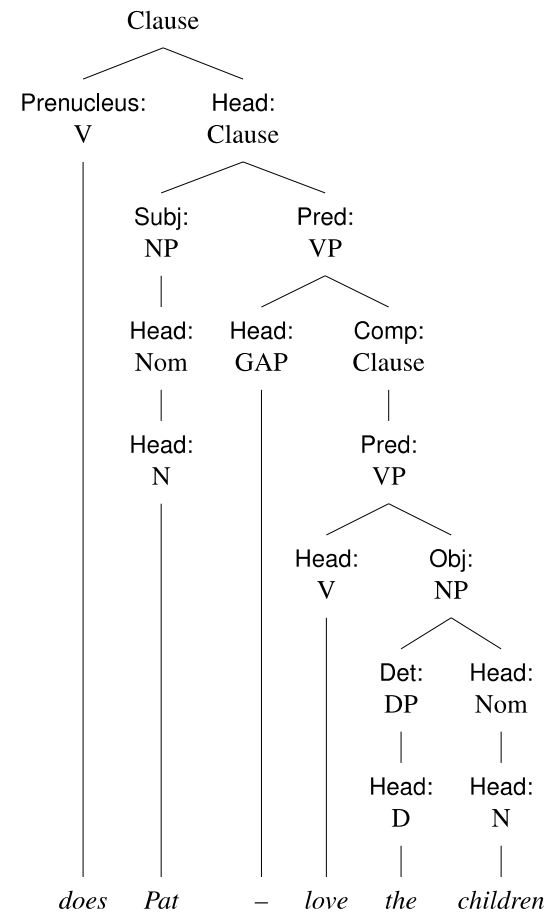 Clause
Prenucleus: Head:
V Clause
Subj: Pred:
NP VP
Head: Head: Comp:
Nom GAP Clause
Head: Pred:
N VP
Head: Obj:
V NP
Det: Head:
DP Nom
Head: Head:
D N
does Pat – love the children